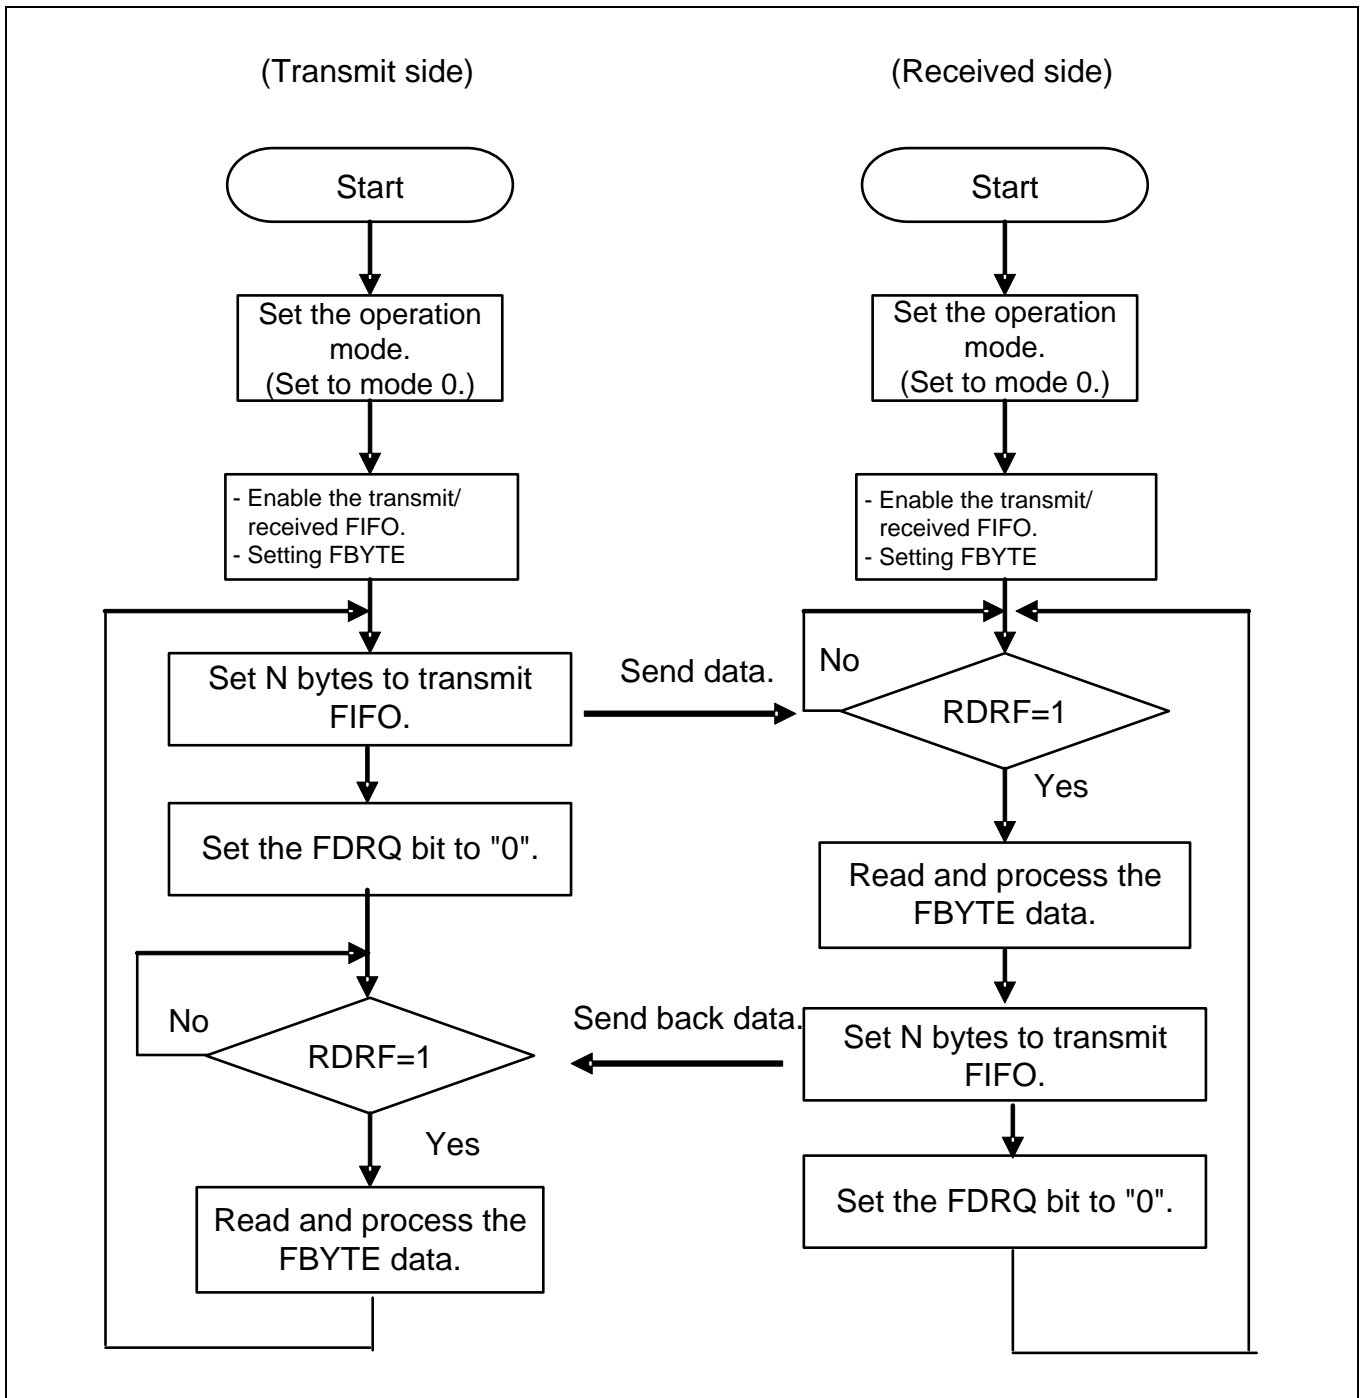 (Transmit side)
(Received side)
Start
Start
Set the operation
mode.
(Set to mode 0.)
Set the operation
mode.
(Set to mode 0.)
- Enable the transmit/
received FIFO.
- Setting FBYTE
- Enable the transmit/
received FIFO.
- Setting FBYTE
Set N bytes to transmit
FIFO.
Send data.
No
RDRF=1
Yes
Set the FDRQ bit to "0".
Read and process the
FBYTE data.
No
RDRF=1
Send back data.
Set N bytes to transmit
FIFO.
Yes
Set the FDRQ bit to "0".
Read and process the
FBYTE data.